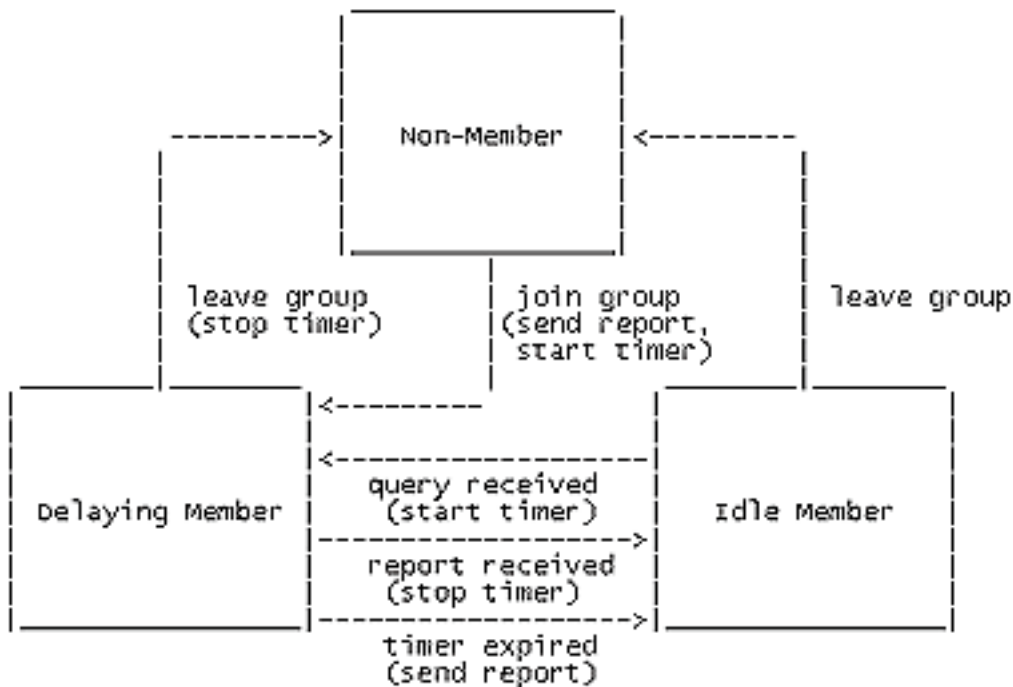 Non-Member
leave group
(stop timer)
join group
(send report,
start timer)
leave group
query received
(start timer)
Delaying Member
Idle Member
report received
(stop timer)
timer expired
(send report)